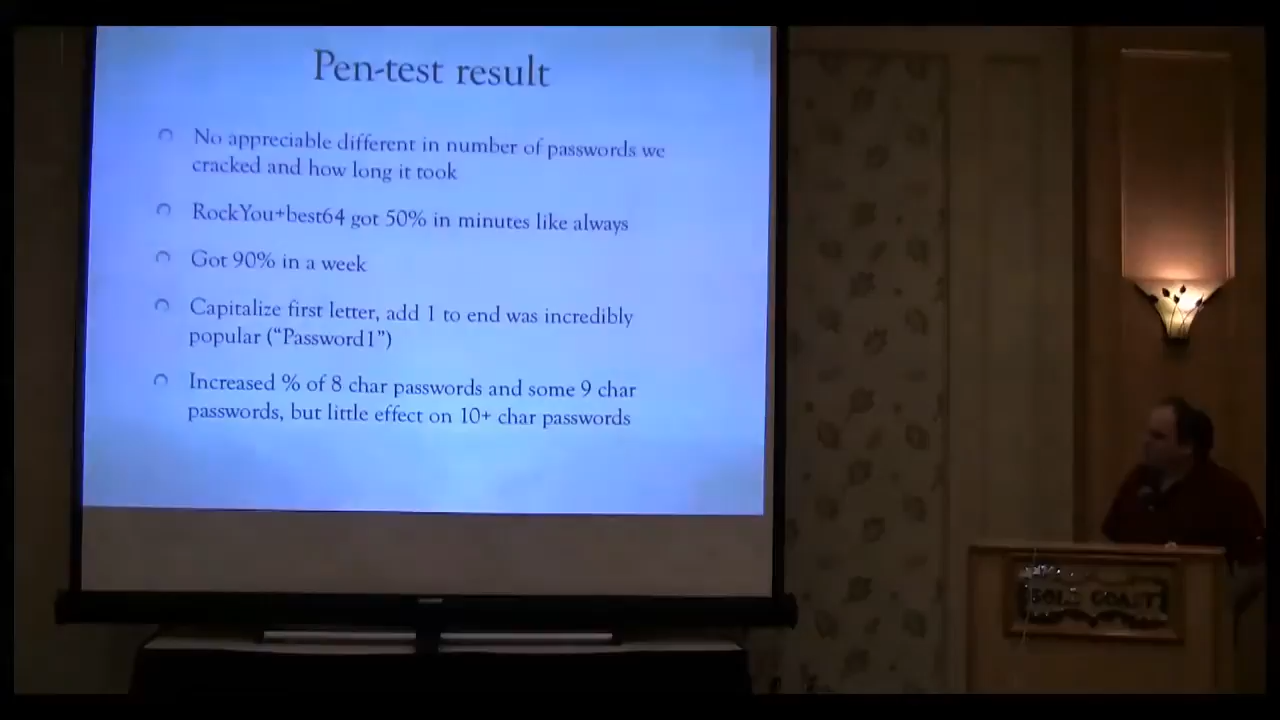 Pen-test result
No appreciable different in number of passwords we
cracked and how long it took
RockYou+best64 got 50% in minutes like always
Got 90% in a week
Capitalize first letter, add 1 to end was incredibly
popular (“Password1”)
Increased % of 8 char passwords and some 9 char
passwords, but little effect on 10+ char passwords
GOLD COAST